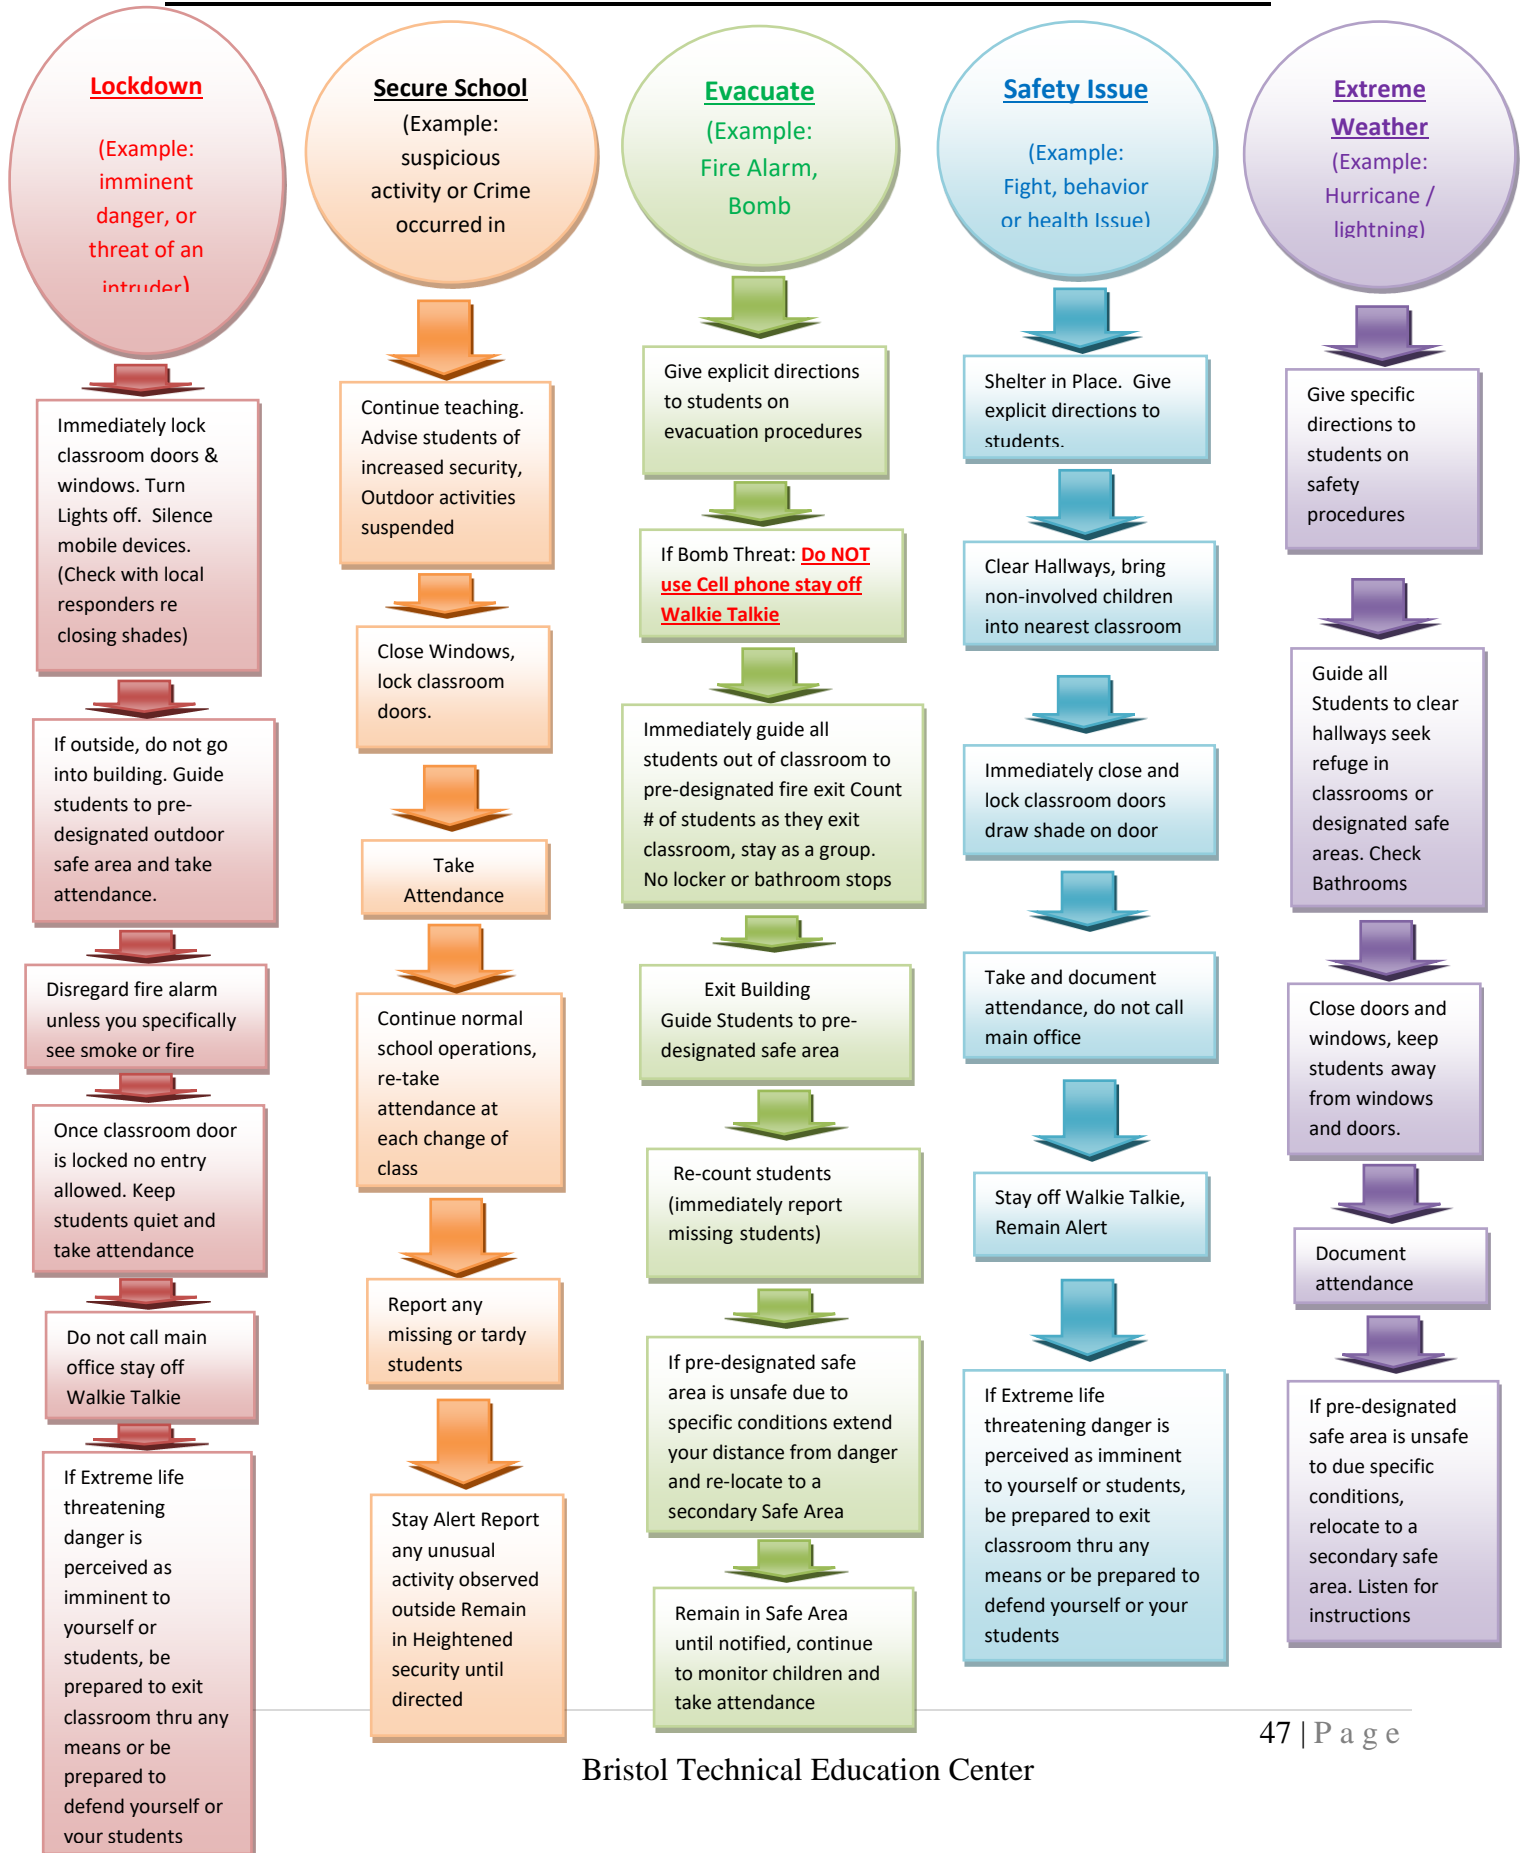 Lockdown
(Example:
imminent
danger, or
threat of an
intruder)
Immediately lock
classroom doors &
windows. Turn
Lights off.  Silence
mobile devices.
(Check with local
responders re
closing shades)
If outside, do not go
into building. Guide
students to pre-
designated outdoor
safe area and take
attendance.
Disregard fire alarm
unless you specifically
see smoke or fire
Once classroom door
is locked no entry
allowed. Keep
students quiet and
take attendance
Do not call main
office stay off
Walkie Talkie
If Extreme life
threatening
danger is
perceived as
imminent to
yourself or
students, be
prepared to exit
classroom thru any
means or be
prepared to
defend yourself or
your students
Secure School
(Example:
suspicious
activity or Crime
occurred in
Continue teaching.
Advise students of
increased security,
Outdoor activities
suspended
Close Windows,
lock classroom
doors.
Take
Attendance
Continue normal
school operations,
re-take
attendance at
each change of
class
Report any
missing or tardy
students
Stay Alert Report
any unusual
activity observed
outside Remain
in Heightened
security until
directed
Evacuate
(Example:
Fire Alarm,
Bomb
Give explicit directions
to students on
evacuation procedures
If Bomb Threat: Do NOT
use Cell phone stay off
Walkie Talkie
Immediately guide all
students out of classroom to
pre-designated fire exit Count
# of students as they exit
classroom, stay as a group.
No locker or bathroom stops
Exit Building
Guide Students to pre-
designated safe area
Re-count students
(immediately report
missing students)
If pre-designated safe
area is unsafe due to
specific conditions extend
your distance from danger
and re-locate to a
secondary Safe Area
Remain in Safe Area
until notified, continue
to monitor children and
take attendance
Safety Issue
(Example:
Fight, behavior
or health Issue)
Shelter in Place.  Give
explicit directions to
students.
Clear Hallways, bring
non-involved children
into nearest classroom
Immediately close and
lock classroom doors
draw shade on door
Take and document
attendance, do not call
main office
Stay off Walkie Talkie,
Remain Alert
If Extreme life
threatening danger is
perceived as imminent
to yourself or students,
be prepared to exit
classroom thru any
means or be prepared to
defend yourself or your
students
Extreme
Weather
(Example:
Hurricane /
lightning)
Give specific
directions to
students on
safety
procedures
Guide all
Students to clear
hallways seek
refuge in
classrooms or
designated safe
areas. Check
Bathrooms
Close doors and
windows, keep
students away
from windows
and doors.
Document
attendance
If pre-designated
safe area is unsafe
to due specific
conditions,
relocate to a
secondary safe
area. Listen for
instructions
47 | P a g e
Bristol Technical Education Center